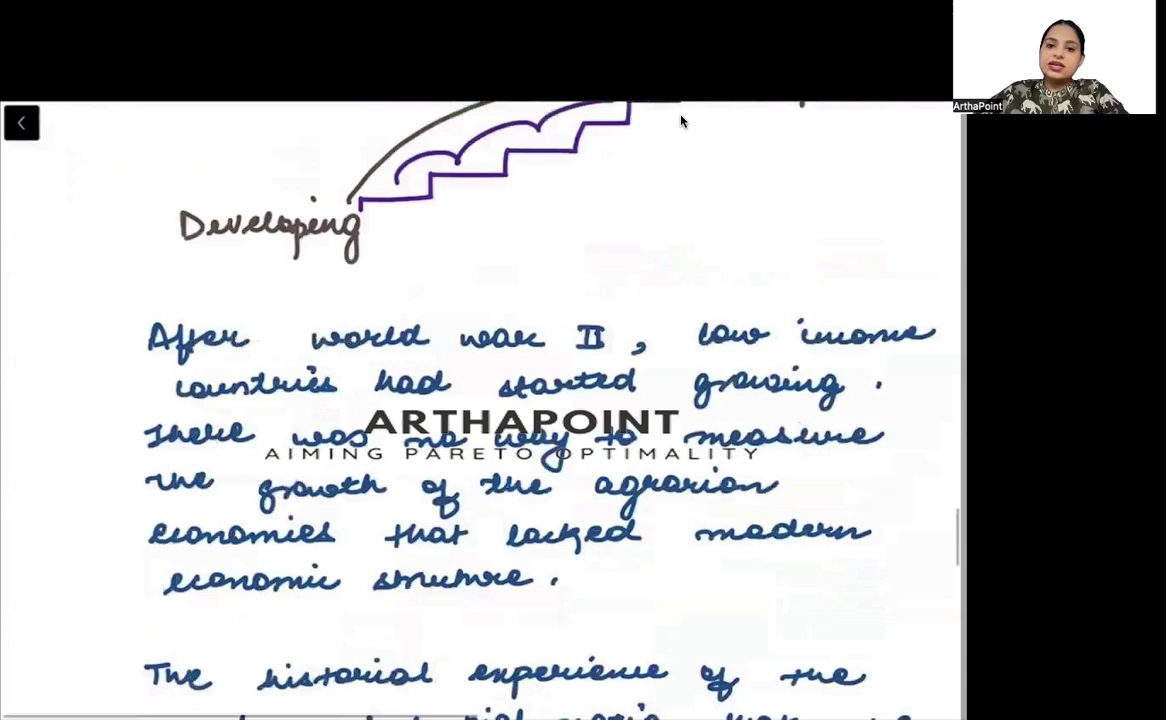 ArthaPoint
Developing
After world war II, low income
countries had started growing.
There was no way to measure
ARTHAPOINT
AIMING PARETO OPTIMALITY
the growth of the agrarian
economies that lacked modern
economic structure.
The historical experience of the